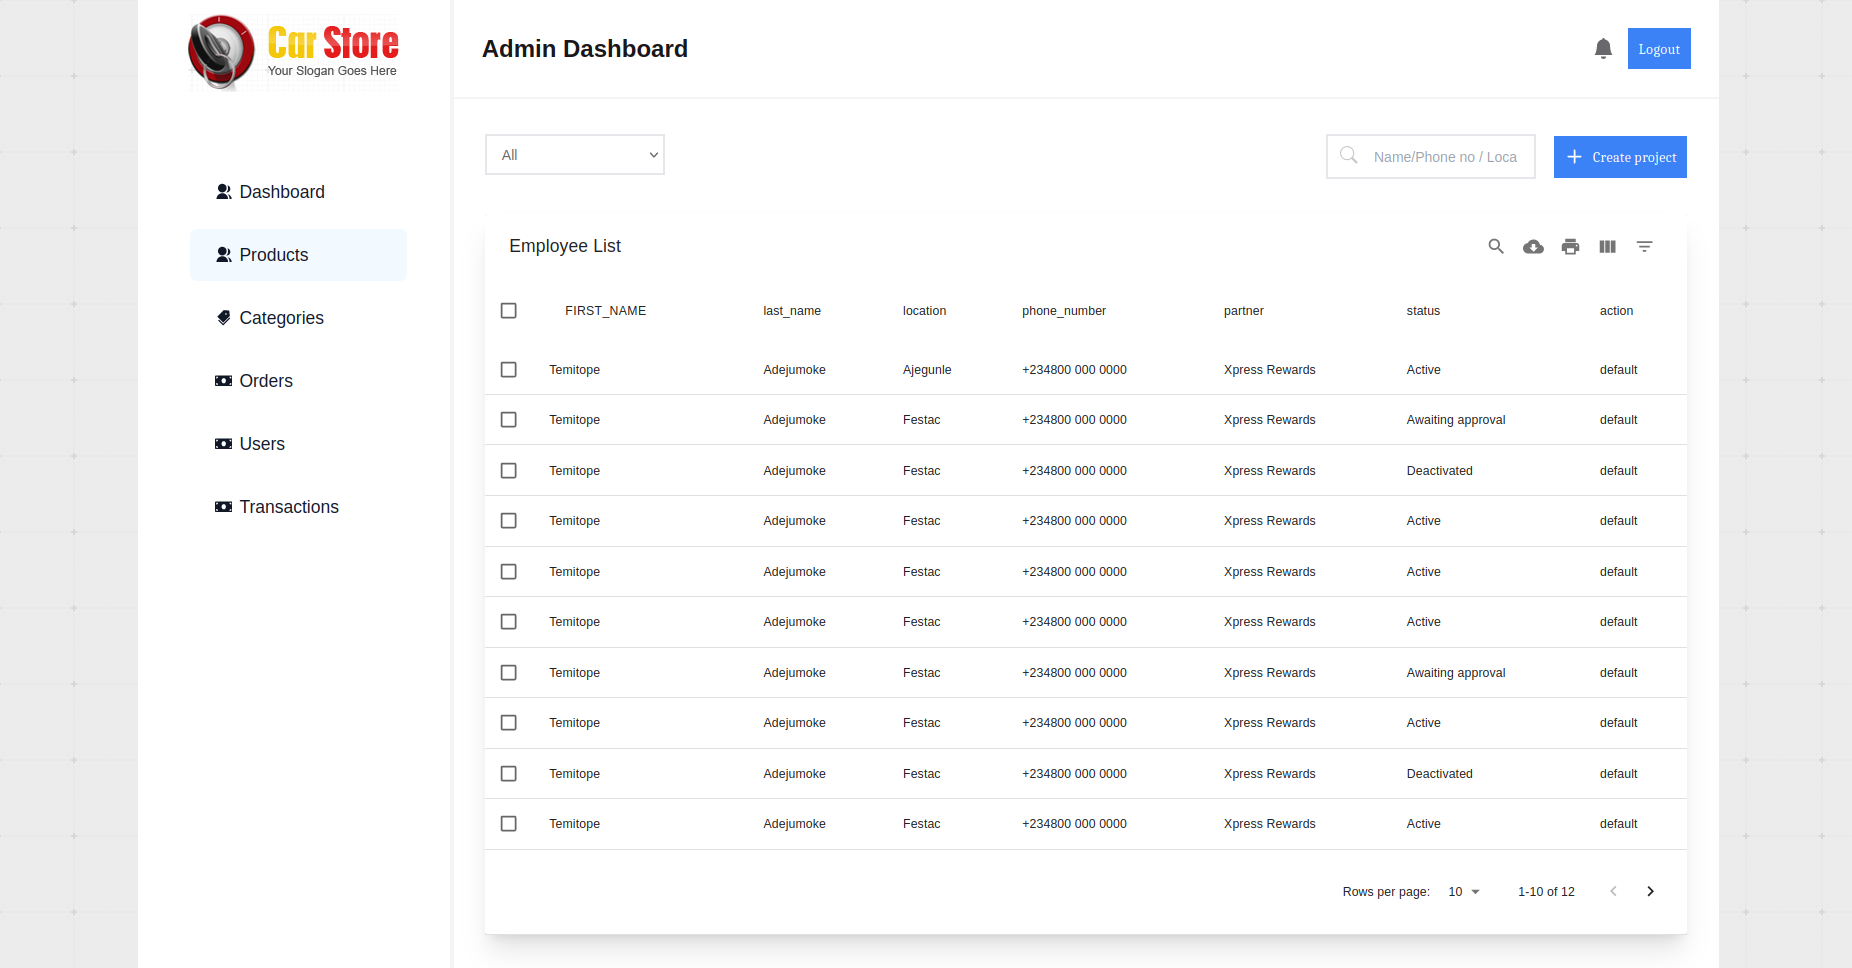 Car Store
Your Slogan Goes Here
Admin Dashboard
Logout
Dashboard
Products
Categories
Orders
Users
Transactions
All
Name/Phone no / Loca
Create project
Employee List
FIRST_NAME last_name location phone_number partner status action
Temitope Adejumoke Ajegunle +234800 000 0000 Xpress Rewards Active default
Temitope Adejumoke Festac +234800 000 0000 Xpress Rewards Awaiting approval default
Temitope Adejumoke Festac +234800 000 0000 Xpress Rewards Deactivated default
Temitope Adejumoke Festac +234800 000 0000 Xpress Rewards Active default
Temitope Adejumoke Festac +234800 000 0000 Xpress Rewards Active default
Temitope Adejumoke Festac +234800 000 0000 Xpress Rewards Active default
Temitope Adejumoke Festac +234800 000 0000 Xpress Rewards Awaiting approval default
Temitope Adejumoke Festac +234800 000 0000 Xpress Rewards Active default
Temitope Adejumoke Festac +234800 000 0000 Xpress Rewards Deactivated default
Temitope Adejumoke Festac +234800 000 0000 Xpress Rewards Active default
Rows per page: 10 1-10 of 12